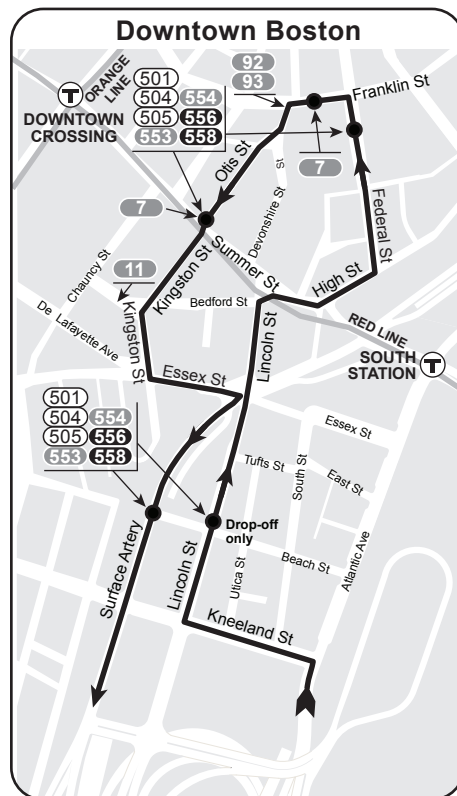 Downtown Boston
ORANGE
LINE
T
DOWNTOWN
CROSSING
501
504 554
505 556
553 558
92
93
Franklin St
7
Otis St
St
Devonshire St
Federal St
7
Summer St
High St
Chauncy St
11
Kingston St
Kingston St
Bedford St
Lincoln St
De Lafayette Ave
RED LINE
SOUTH
STATION
T
Essex St
Essex St
501
504 554
505 556
553 558
Tufts St
South St
East St
Drop-off
only
Beach St
Atlantic Ave
Surface Artery
Lincoln St
Utica St
Kneeland St